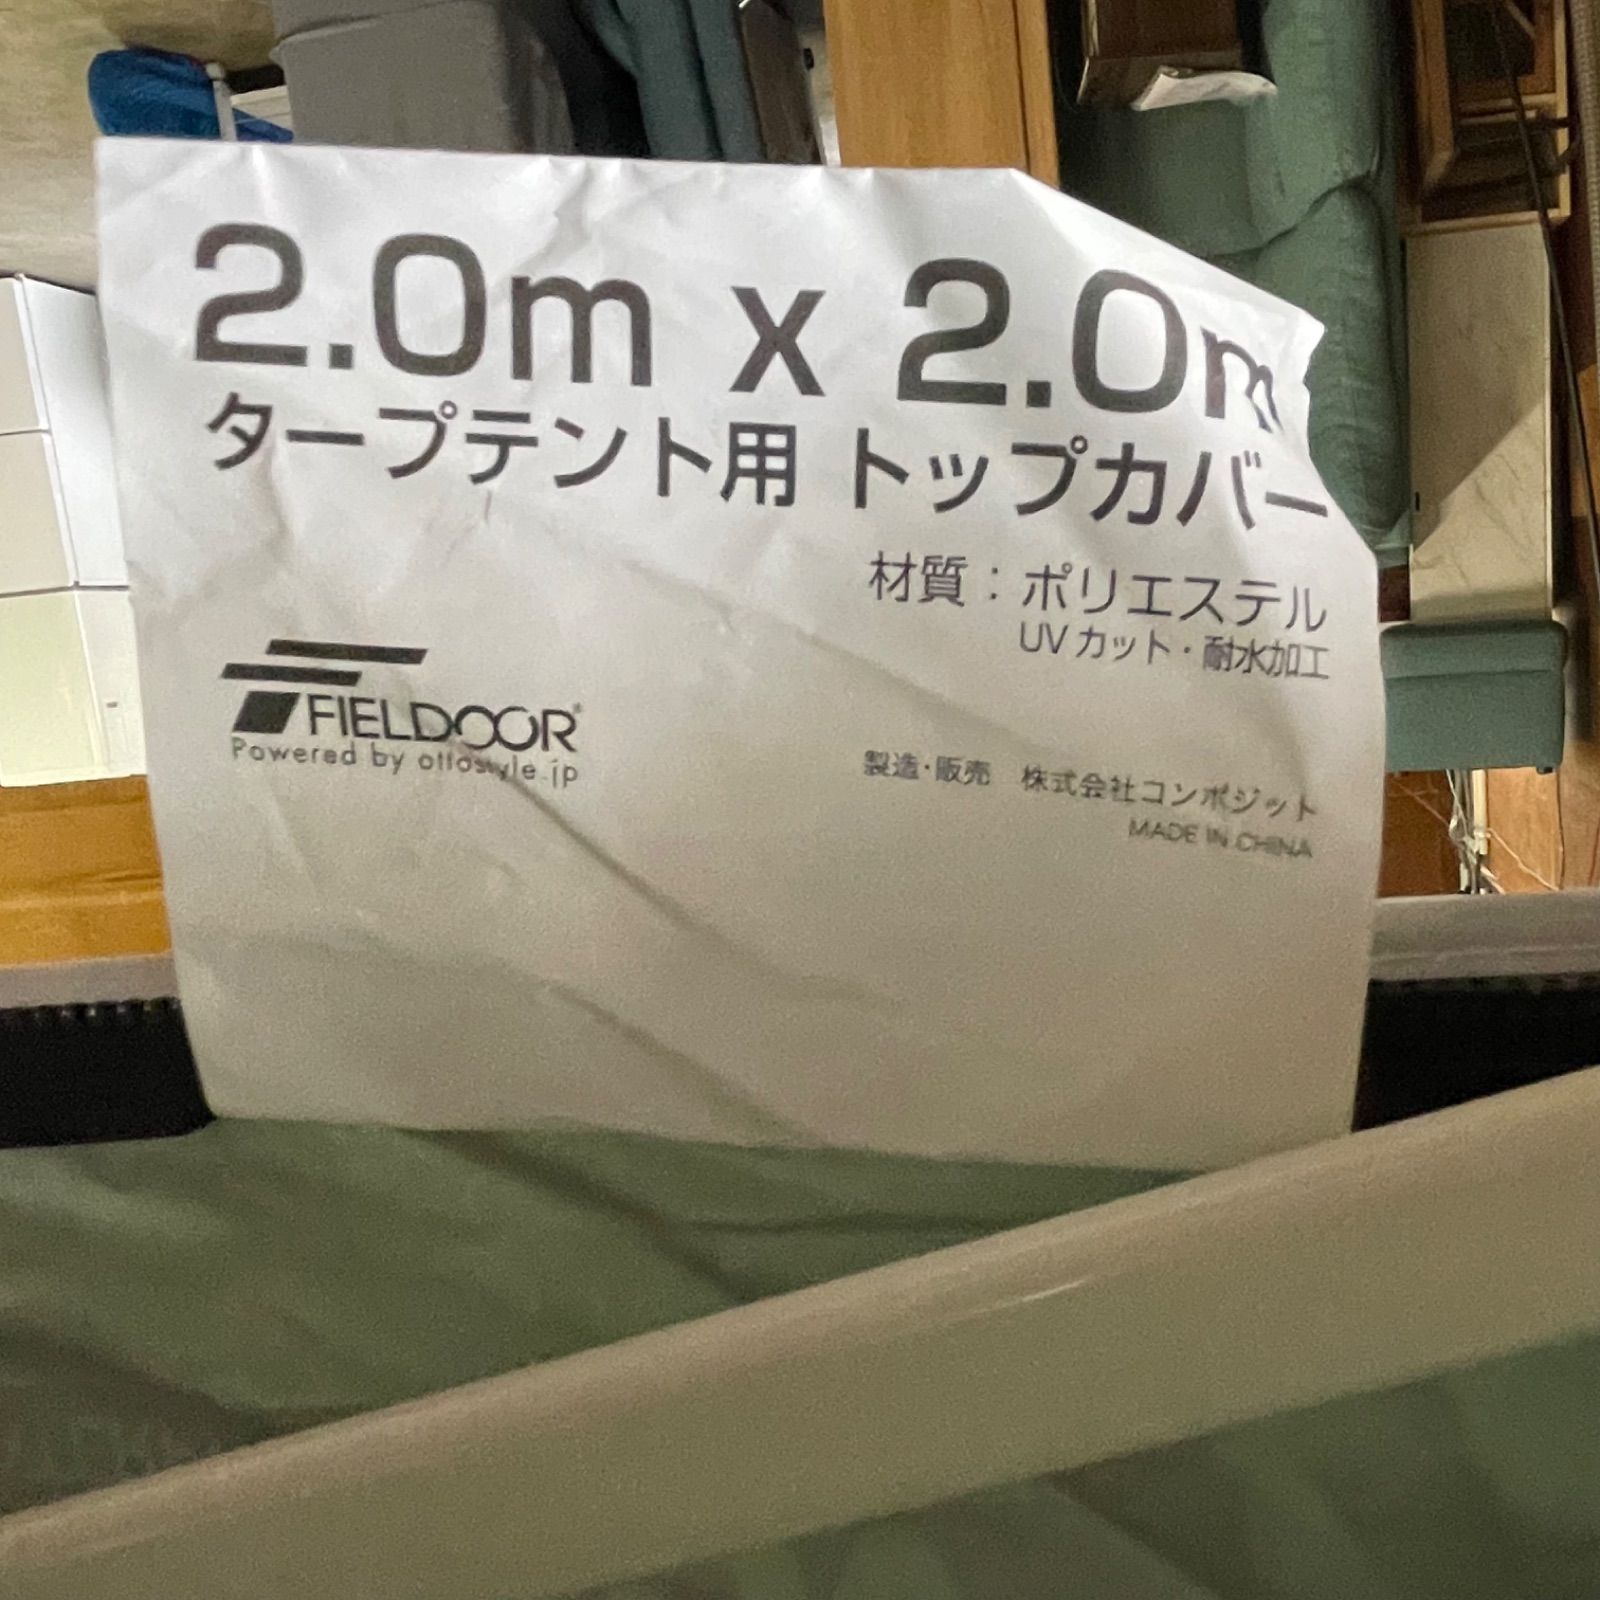 2.0m x 2.0m
タープテント用 トップカバー
材質：ポリエステル
UVカット・耐水加工
FIELDOOR®
Powered by ottostyle.jp
製造・販売 株式会社コンポジット
MADE IN CHINA